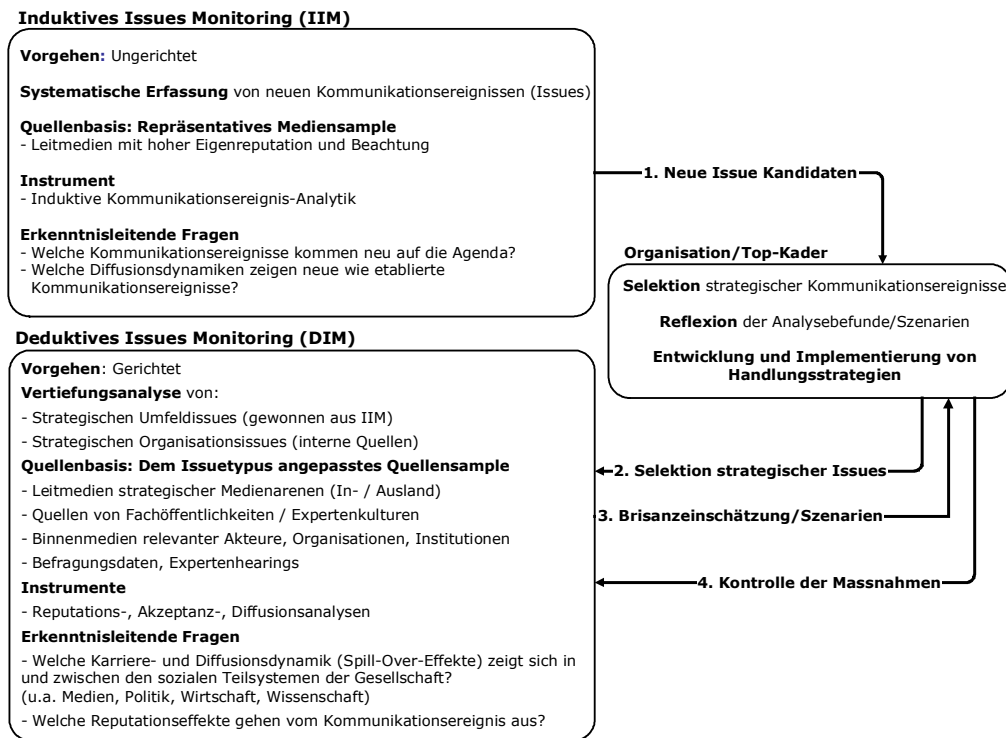 Induktives Issues Monitoring (IIM)
Vorgehen: Ungerichtet
Systematische Erfassung von neuen Kommunikationsereignissen (Issues)
Quellenbasis: Repräsentatives Mediensample
- Leitmedien mit hoher Eigenreputation und Beachtung
Instrument
- Induktive Kommunikationsereignis-Analytik
Erkenntnisleitende Fragen
- Welche Kommunikationsereignisse kommen neu auf die Agenda?
- Welche Diffusionsdynamiken zeigen neue wie etablierte
Kommunikationsereignisse?
1. Neue Issue Kandidaten
Organisation/Top-Kader
Selektion strategischer Kommunikationsereignisse
Reflexion der Analysebefunde/Szenarien
Entwicklung und Implementierung von
Handlungsstrategien
Deduktives Issues Monitoring (DIM)
Vorgehen: Gerichtet
Vertiefungsanalyse von:
- Strategischen Umfeldissues (gewonnen aus IIM)
- Strategischen Organisationsissues (interne Quellen)
Quellenbasis: Dem Issuetypus angepasstes Quellensample
- Leitmedien strategischer Medienarenen (In- / Ausland)
- Quellen von Fachöffentlichkeiten / Expertenkulturen
- Binnenmedien relevanter Akteure, Organisationen, Institutionen
- Befragungsdaten, Expertenhearings
Instrumente
- Reputations-, Akzeptanz-, Diffusionsanalysen
Erkenntnisleitende Fragen
- Welche Karriere- und Diffusionsdynamik (Spill-Over-Effekte) zeigt sich in
und zwischen den sozialen Teilsystemen der Gesellschaft?
(u.a. Medien, Politik, Wirtschaft, Wissenschaft)
- Welche Reputationseffekte gehen vom Kommunikationsereignis aus?
2. Selektion strategischer Issues
3. Brisanzeinschätzung/Szenarien
4. Kontrolle der Massnahmen